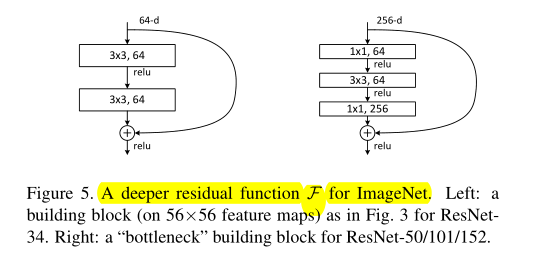 64-d
3x3, 64
relu
3x3, 64
+
relu
256-d
1x1, 64
relu
3x3, 64
relu
1x1, 256
+
relu
Figure 5. A deeper residual function F for ImageNet. Left: a
building block (on 56×56 feature maps) as in Fig. 3 for ResNet-
34. Right: a “bottleneck” building block for ResNet-50/101/152.